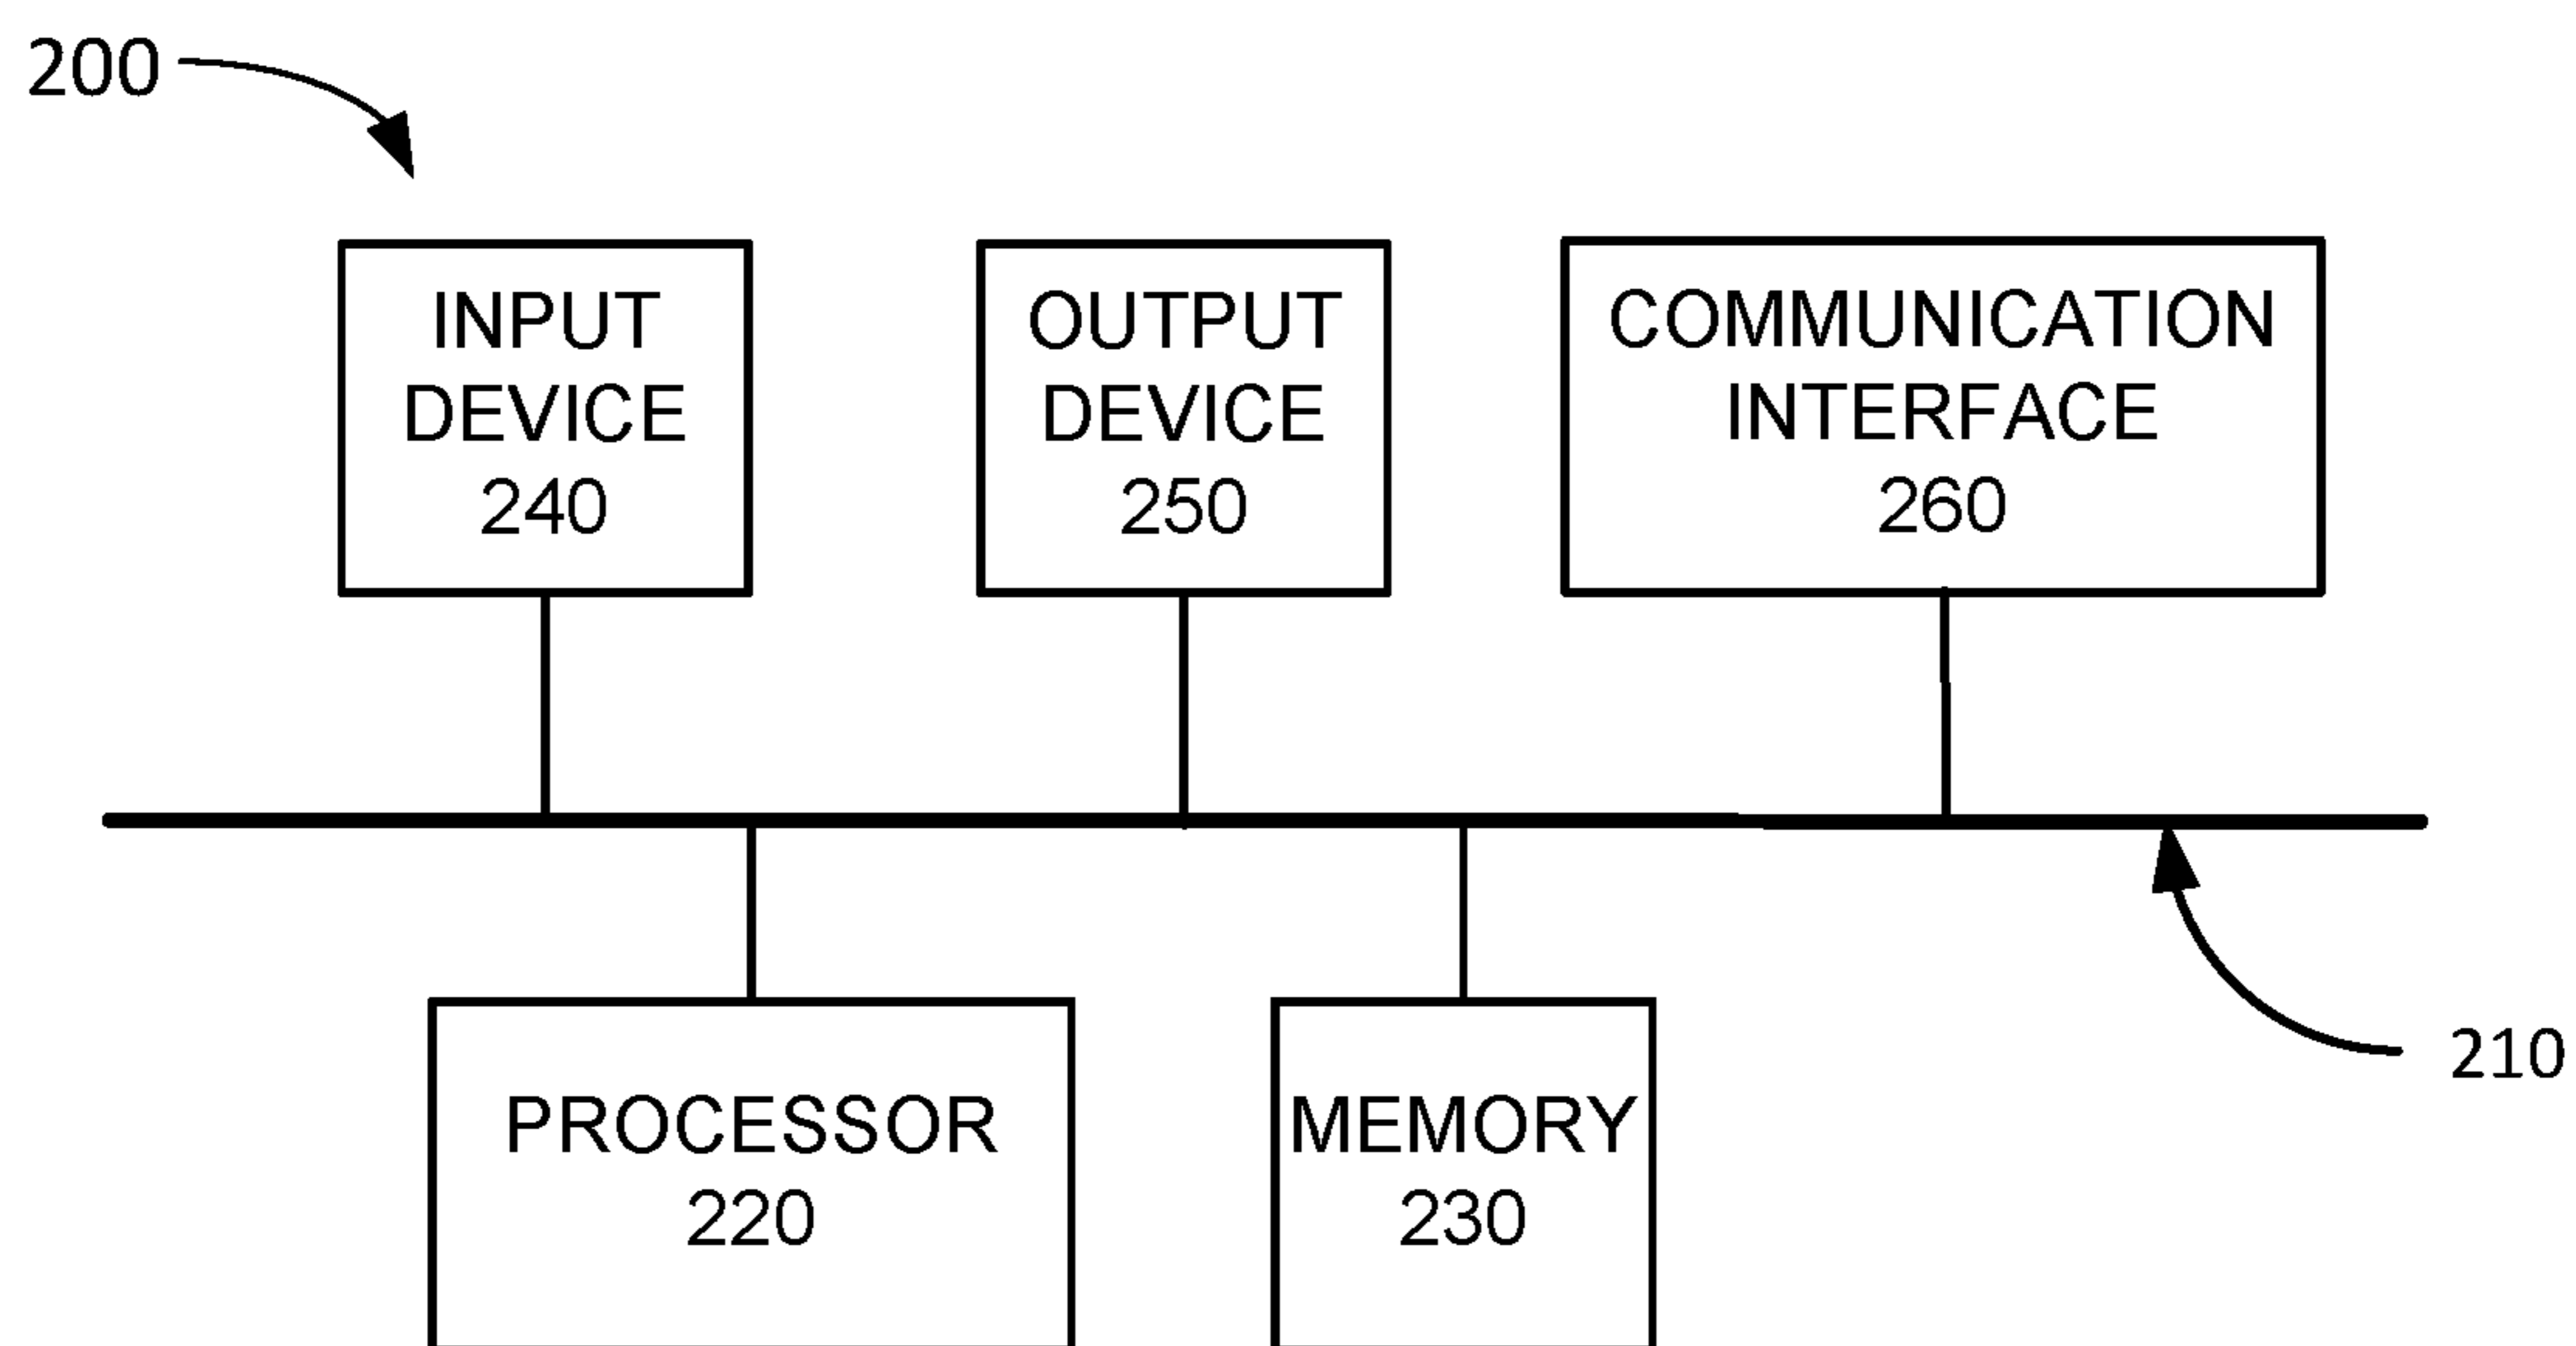 200
INPUT
DEVICE
240
OUTPUT
DEVICE
250
COMMUNICATION
INTERFACE
260
PROCESSOR
220
MEMORY
230
210